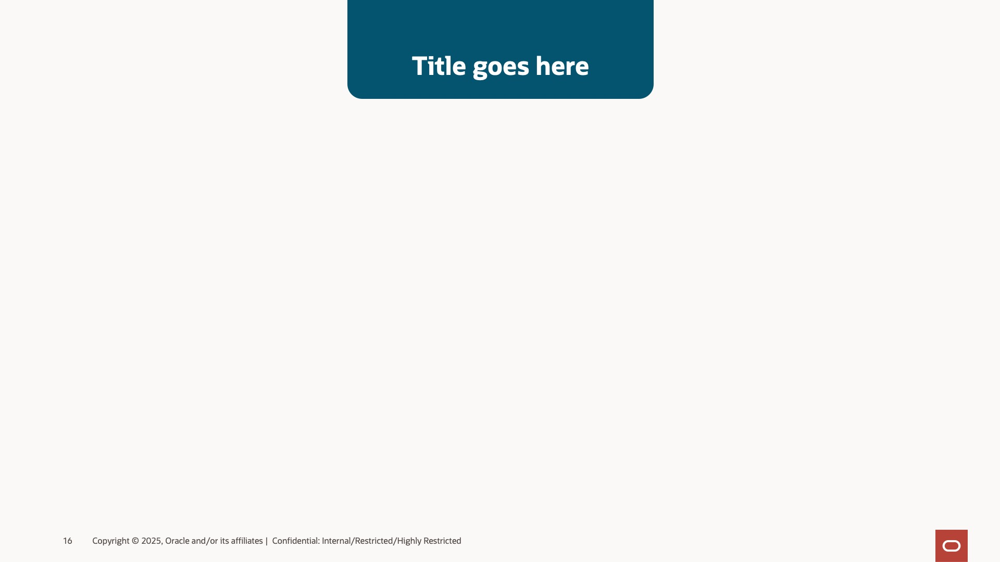 Title goes here
16 Copyright © 2025, Oracle and/or its affiliates | Confidential: Internal/Restricted/Highly Restricted